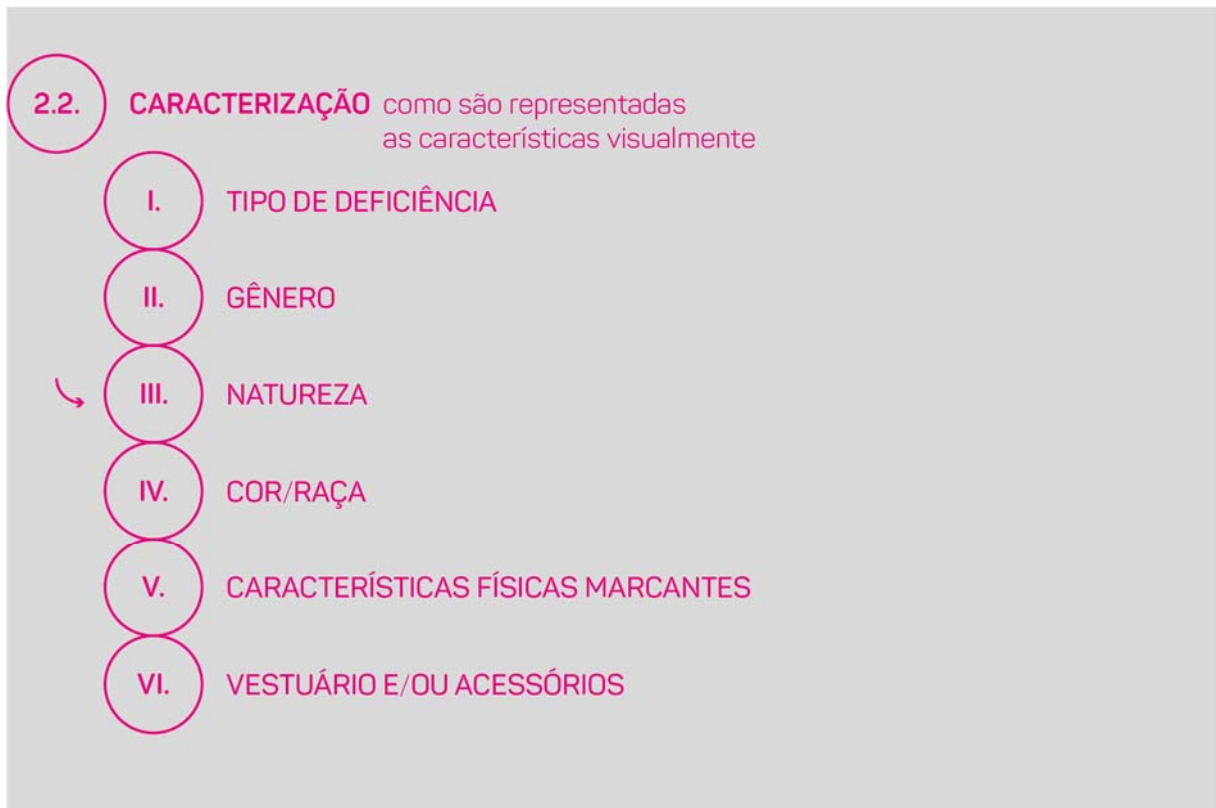 2.2. CARACTERIZAÇÃO como são representadas
as características visualmente
I. TIPO DE DEFICIÊNCIA
II. GÊNERO
III. NATUREZA
IV. COR/RAÇA
V. CARACTERÍSTICAS FÍSICAS MARCANTES
VI. VESTUÁRIO E/OU ACESSÓRIOS